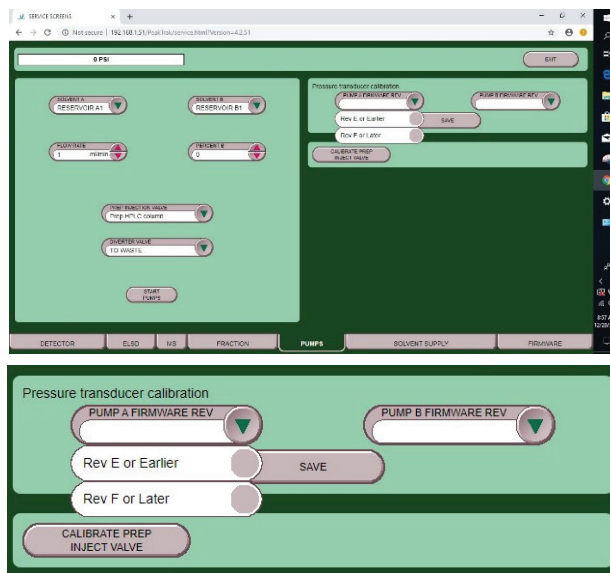 SERVICE SCREENS
Not secure | 192.168.1.51/PeakTrak/service.html?Version=4.2.51
0 PSI
EXIT
SOLVENT A
RESERVOIR A1
SOLVENT B
RESERVOIR B1
FLOW RATE
1 ml/min
PERCENT B
0
PREP INJECTION VALVE
Prep HPLC column
DIVERTER VALVE
TO WASTE
START
PUMPS
Pressure transducer calibration
PUMP A FIRMWARE REV
PUMP B FIRMWARE REV
Rev E or Earlier
SAVE
Rev F or Later
CALIBRATE PREP
INJECT VALVE
DETECTOR
ELSD
MS
FRACTION
PUMPS
SOLVENT SUPPLY
FIRMWARE
Pressure transducer calibration
PUMP A FIRMWARE REV
PUMP B FIRMWARE REV
Rev E or Earlier
SAVE
Rev F or Later
CALIBRATE PREP
INJECT VALVE